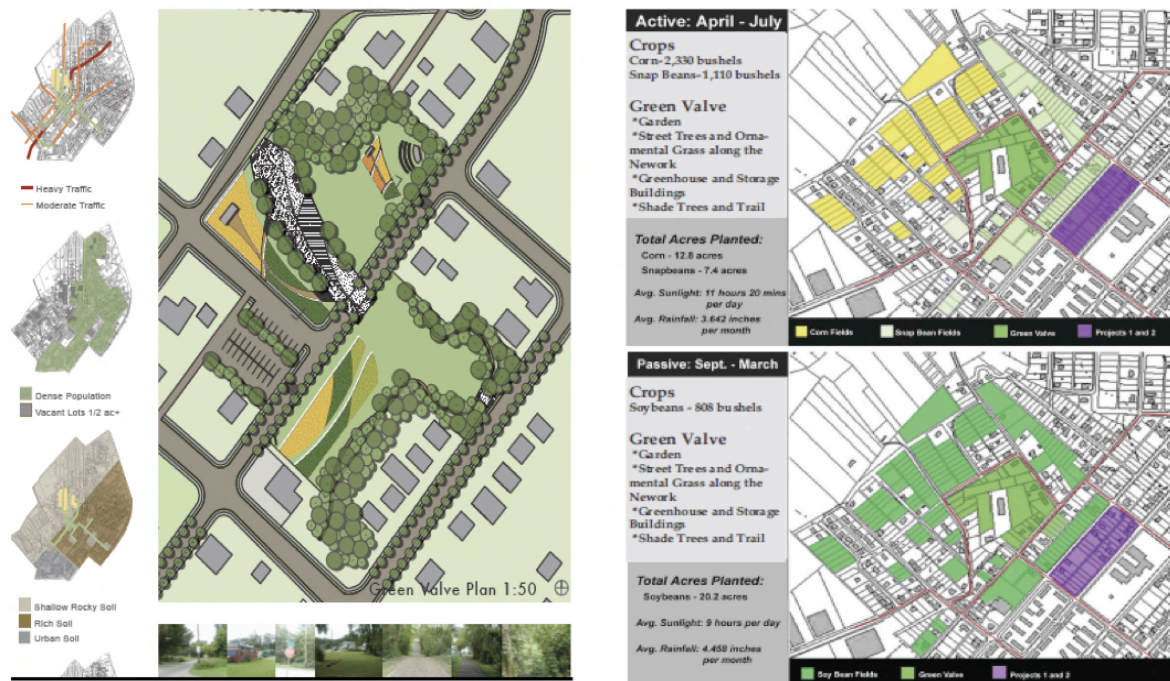 Heavy Traffic
Moderate Traffic
Dense Population
Vacant Lots 1/2 ac+
Shallow Rocky Soil
Rich Soil
Urban Soil
Green Valve Plan 1:50
Active: April - July
Crops
Corn-2,330 bushels
Snap Beans-1,110 bushels
Green Valve
*Garden
*Street Trees and Orna-
mental Grass along the
Nework
*Greenhouse and Storage
Buildings
*Shade Trees and Trail
Total Acres Planted:
Corn - 12.8 acres
Snapbeans - 7.4 acres
Avg. Sunlight: 11 hours 20 mins
per day
Avg. Rainfall: 3.642 inches
per month
Corn Fields
Snap Bean Fields
Green Valve
Projects 1 and 2
Passive: Sept. - March
Crops
Soybeans - 808 bushels
Green Valve
*Garden
*Street Trees and Orna-
mental Grass along the
Nework
*Greenhouse and Storage
Buildings
*Shade Trees and Trail
Total Acres Planted:
Soybeans - 20.2 acres
Avg. Sunlight: 9 hours per day
Avg. Rainfall: 4.458 inches
per month
Soy Bean Fields
Green Valve
Projects 1 and 2